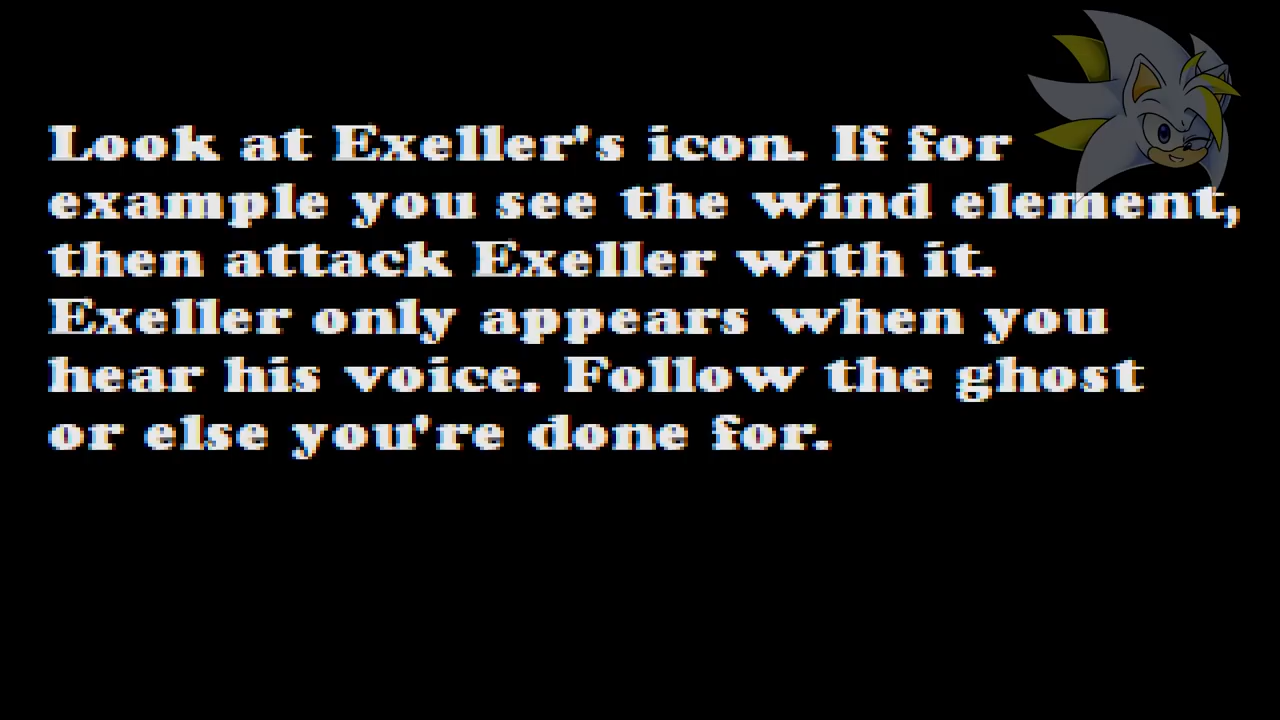 Look at Exeller's icon. If for
example you see the wind element,
then attack Exeller with it.
Exeller only appears when you
hear his voice. Follow the ghost
or else you're done for.